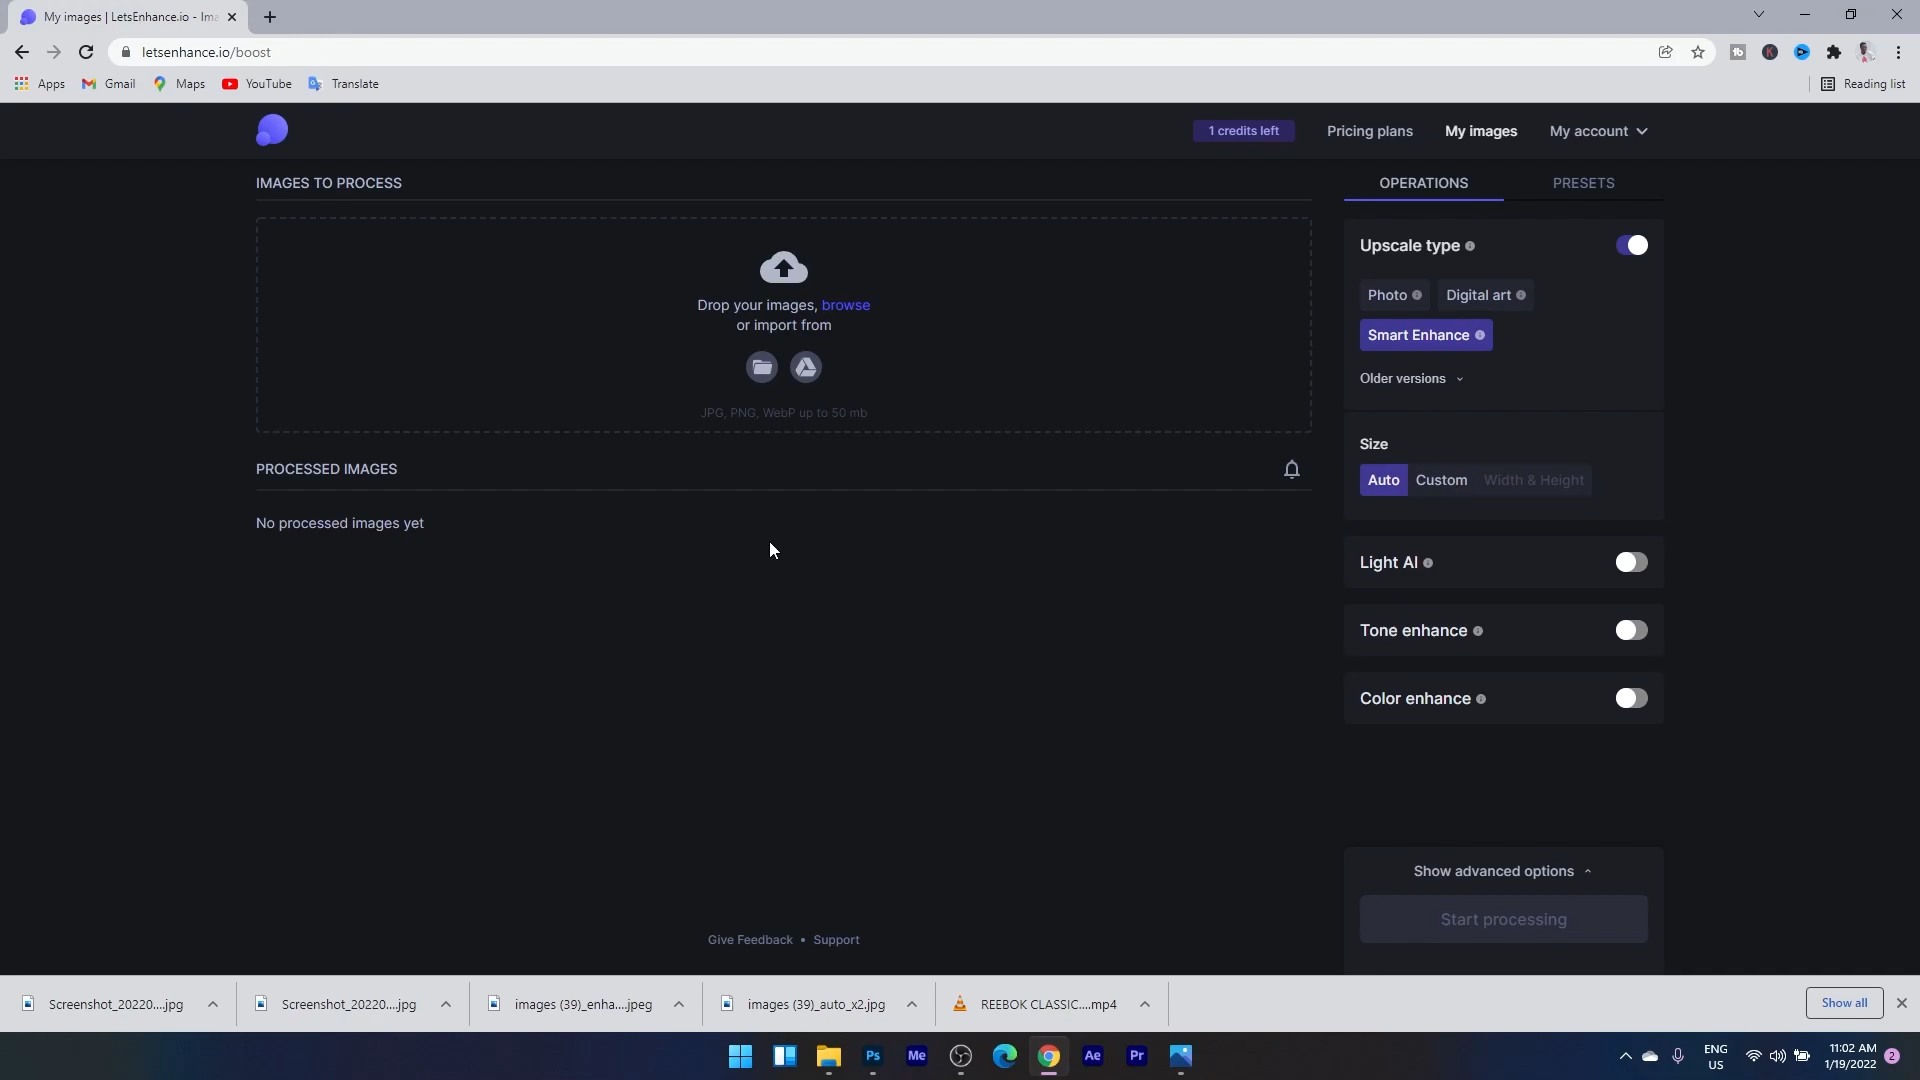 My images | LetsEnhance.io - Ima
letsenhance.io/boost
Apps Gmail Maps YouTube Translate Reading list
1 credits left Pricing plans My images My account
IMAGES TO PROCESS
OPERATIONS PRESETS
Drop your images, browse
or import from
JPG, PNG, WebP up to 50 mb
Upscale type
Photo Digital art
Smart Enhance
Older versions
PROCESSED IMAGES
No processed images yet
Size
Auto Custom Width & Height
Light AI
Tone enhance
Color enhance
Show advanced options
Start processing
Give Feedback • Support
Screenshot_20220....jpg Screenshot_20220....jpg images (39)_enha....jpeg images (39)_auto_x2.jpg REEBOK CLASSIC....mp4 Show all
Ps Me Ae Pr
ENG
US
11:02 AM
1/19/2022
2